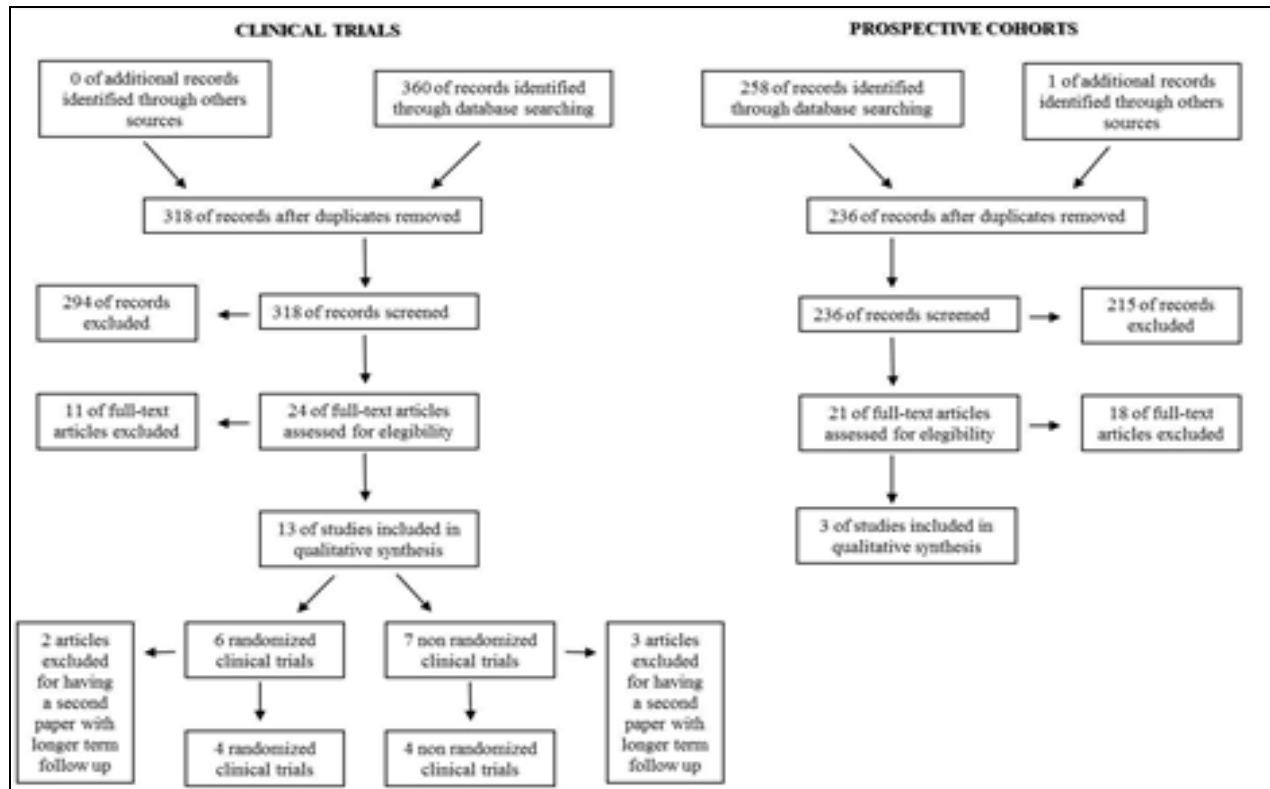 CLINICAL TRIALS
0 of additional records
identified through others
sources
360 of records identified
through database searching
318 of records after duplicates removed
294 of records
excluded
318 of records screened
11 of full-text
articles excluded
24 of full-text articles
assessed for elegibility
13 of studies included in
qualitative synthesis
2 articles
excluded
for having
a second
paper with
longer term
follow up
6 randomized
clinical trials
7 non randomized
clinical trials
3 articles
excluded
for having
a second
paper with
longer term
follow up
4 randomized
clinical trials
4 non randomized
clinical trials
PROSPECTIVE COHORTS
258 of records identified
through database searching
1 of additional records
identified through others
sources
236 of records after duplicates removed
236 of records screened
215 of records
excluded
21 of full-text articles
assessed for elegibility
18 of full-text
articles excluded
3 of studies included in
qualitative synthesis